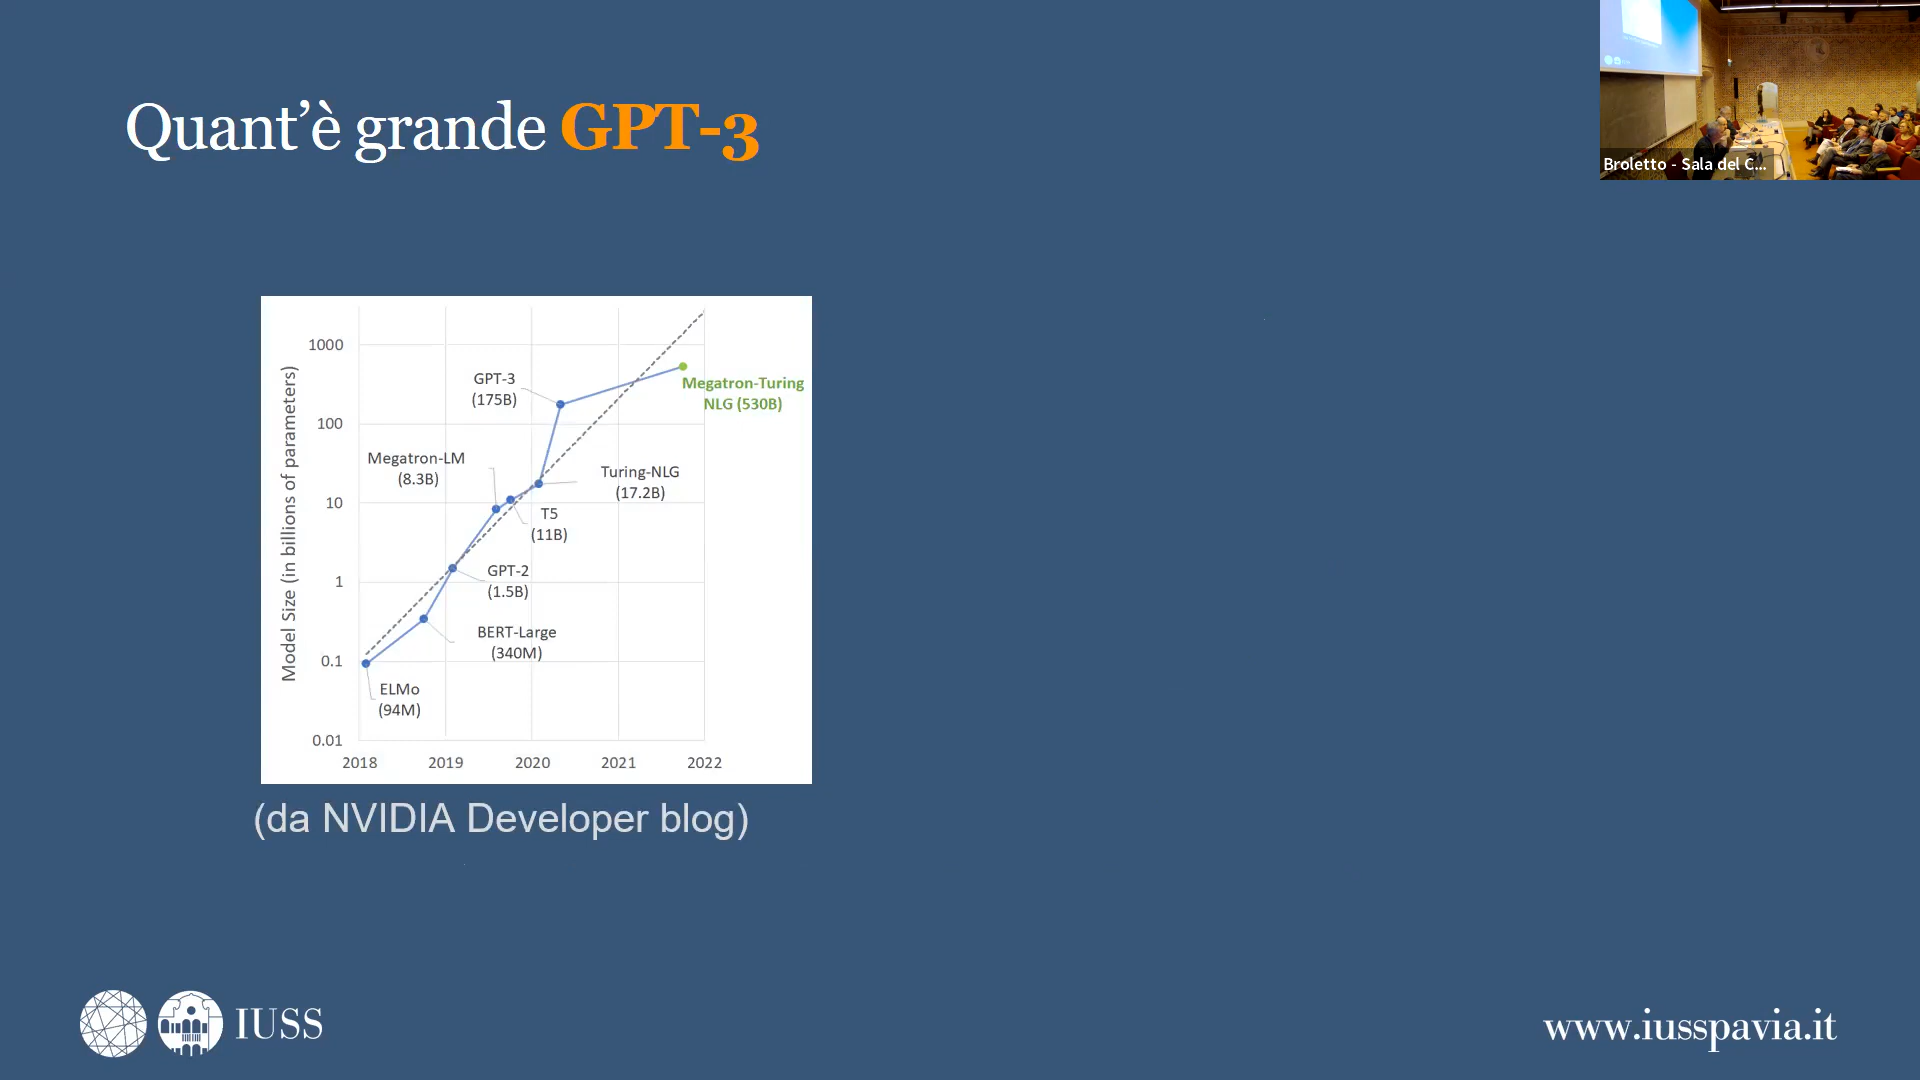 Quant’è grande GPT-3
Broletto - Sala del C...
Model Size (in billions of parameters)
1000
100
10
1
0.1
0.01
2018
2019
2020
2021
2022
GPT-3
(175B)
Megatron-Turing
NLG (530B)
Megatron-LM
(8.3B)
Turing-NLG
(17.2B)
T5
(11B)
GPT-2
(1.5B)
BERT-Large
(340M)
ELMo
(94M)
(da NVIDIA Developer blog)
IUSS
www.iusspavia.it